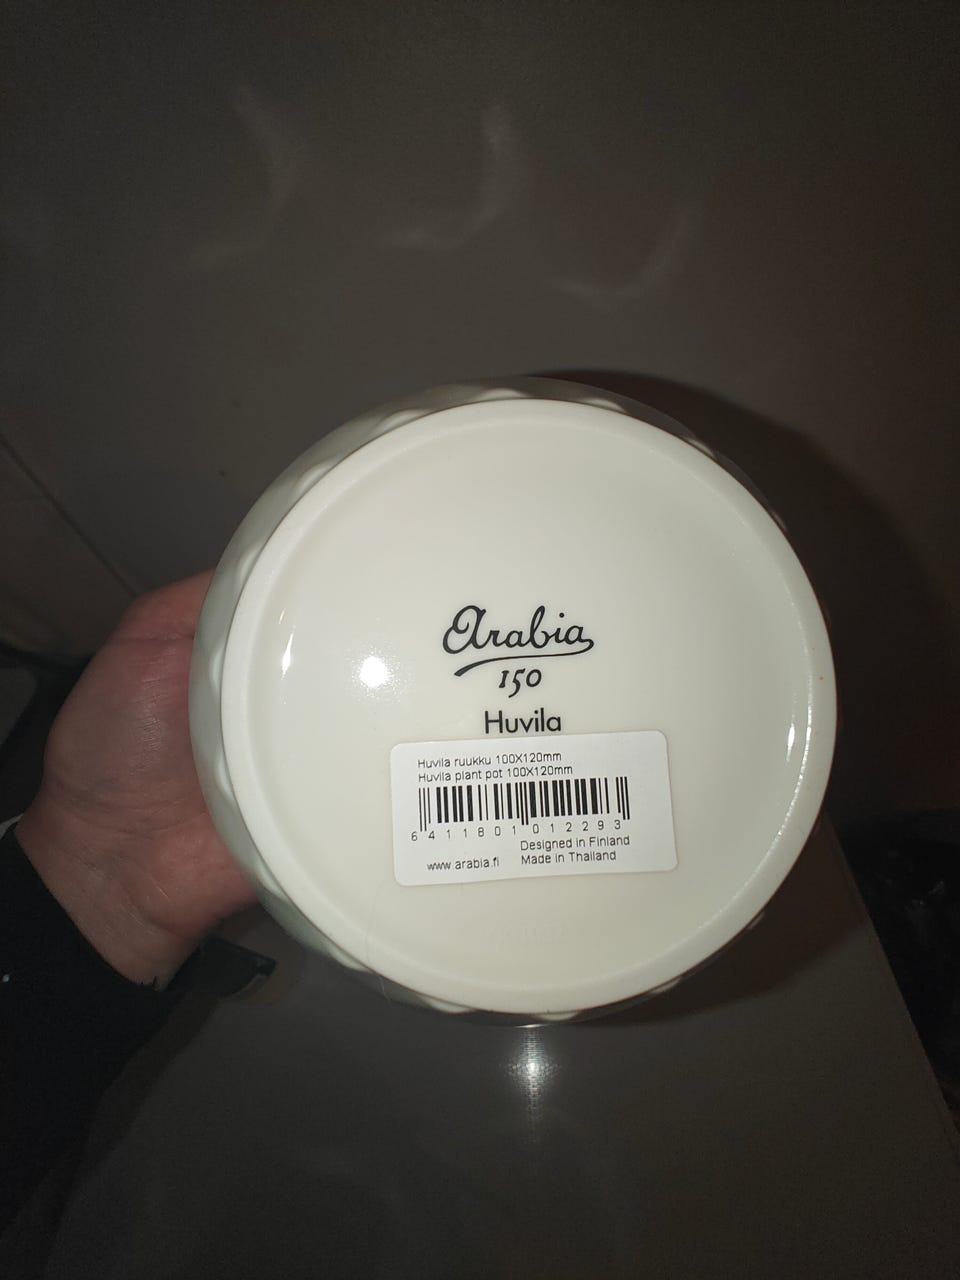 Arabia
150
Huvila
Huvila ruukku 100X120mm
Huvila plant pot 100X120mm
6 411801 012293
Designed in Finland
www.arabia.fi Made in Thailand